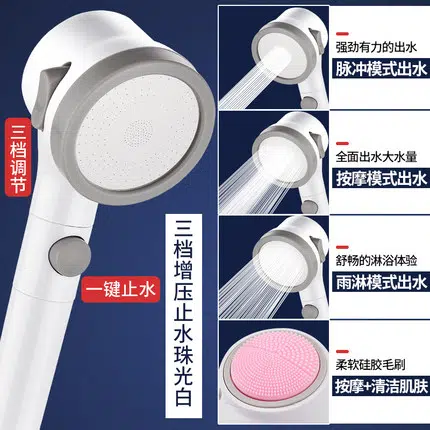 三档调节
一键止水
三档增压止水珠光白
强劲有力的出水
脉冲模式出水
全面出水大水量
按摩模式出水
舒畅的淋浴体验
雨淋模式出水
柔软硅胶毛刷
按摩+清洁肌肤